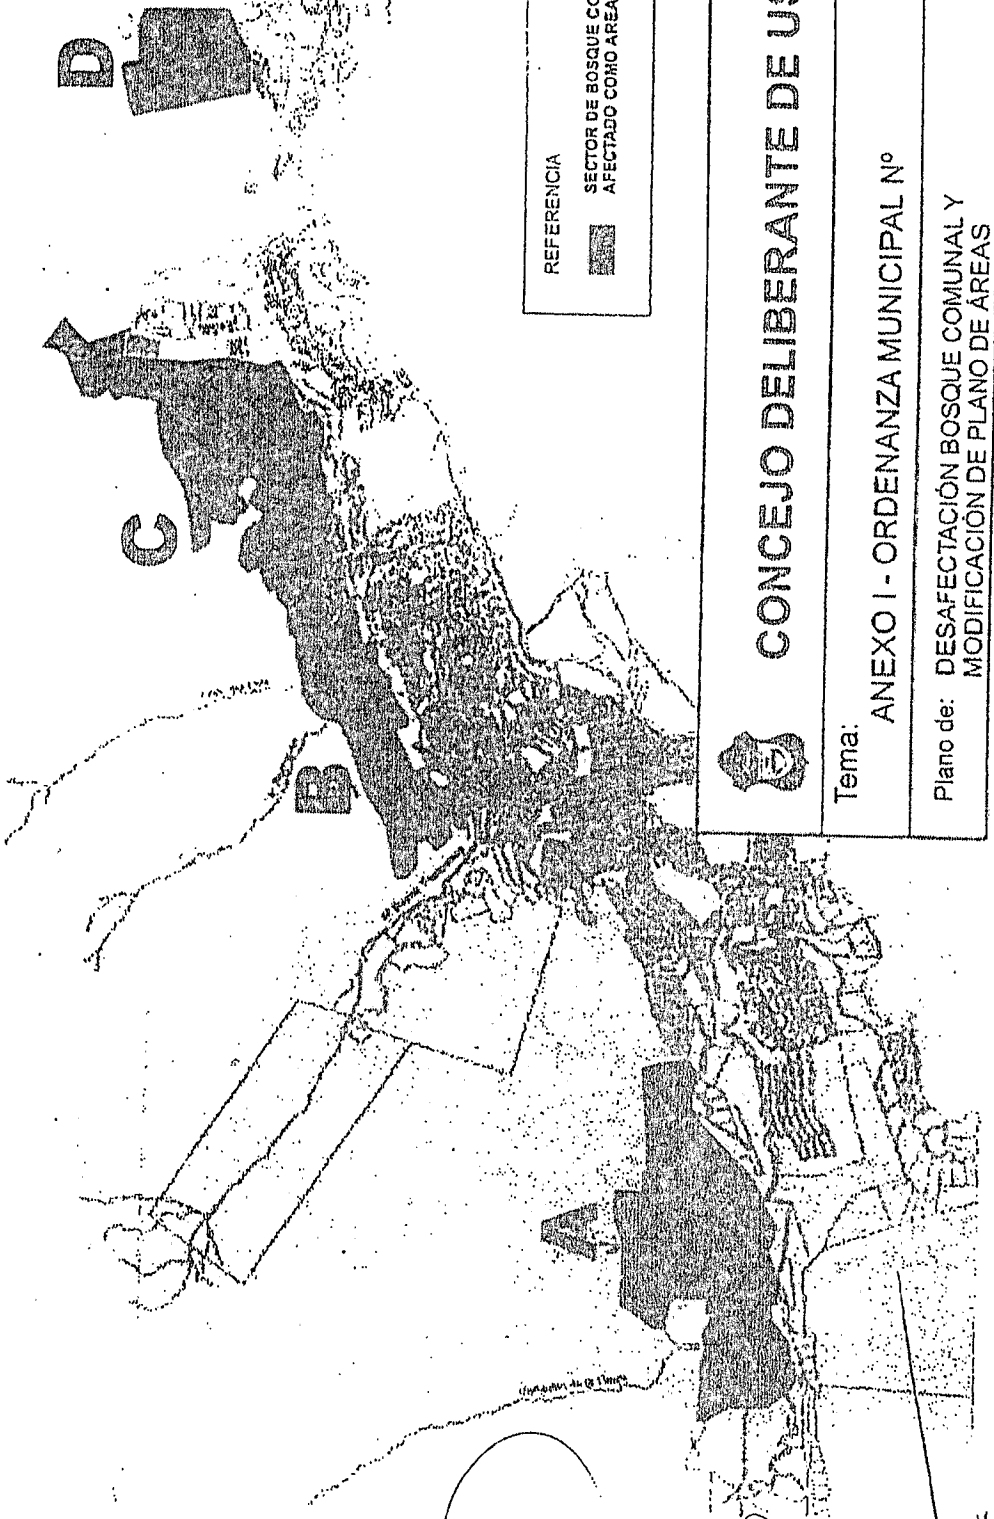 D
C
B
REFERENCIA
SECTOR DE BOSQUE
AFECTADO COMO AREA
CONCEJO DELIBERANTE DE
Tema:
ANEXO I - ORDENANZA MUNICIPAL Nº
Plano de: DESAFECTACIÓN BOSQUE COMUNAL Y
MODIFICACIÓN DE PLANO DE ÁREAS